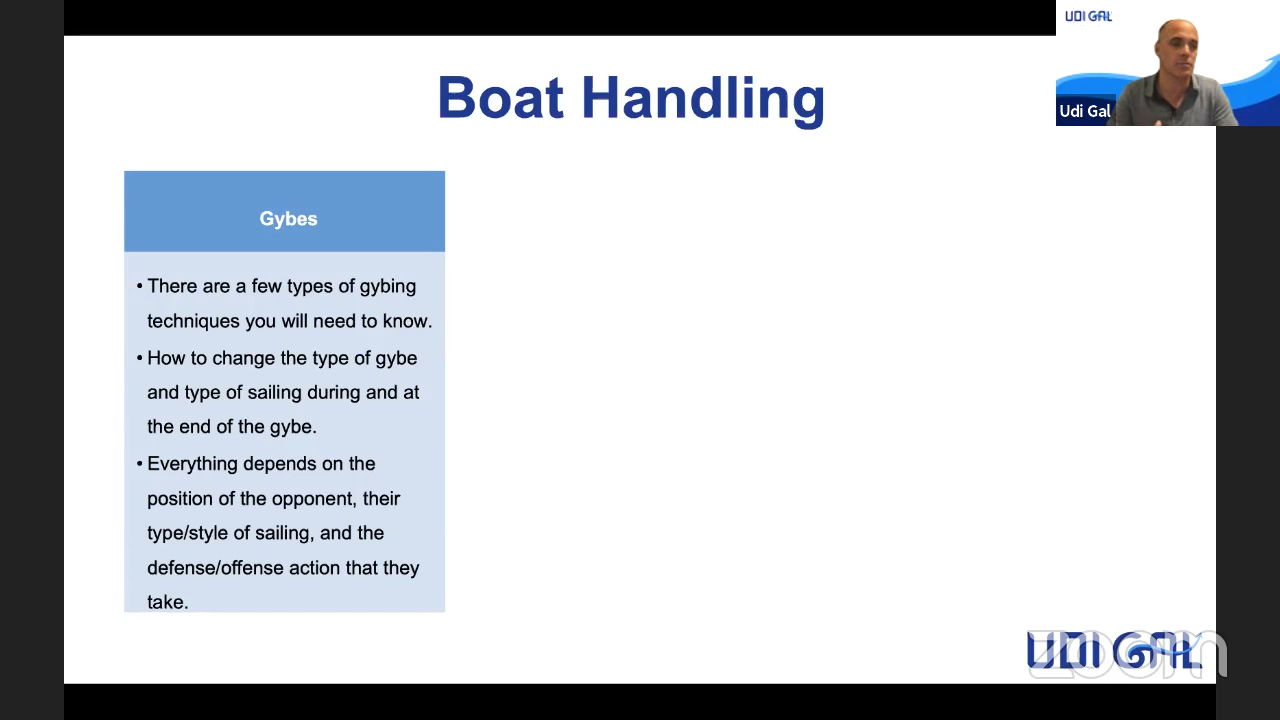 UDI GAL
Udi Gal
Boat Handling
Gybes
• There are a few types of gybing
techniques you will need to know.
• How to change the type of gybe
and type of sailing during and at
the end of the gybe.
• Everything depends on the
position of the opponent, their
type/style of sailing, and the
defense/offense action that they
take.
UDI GAL
zoom